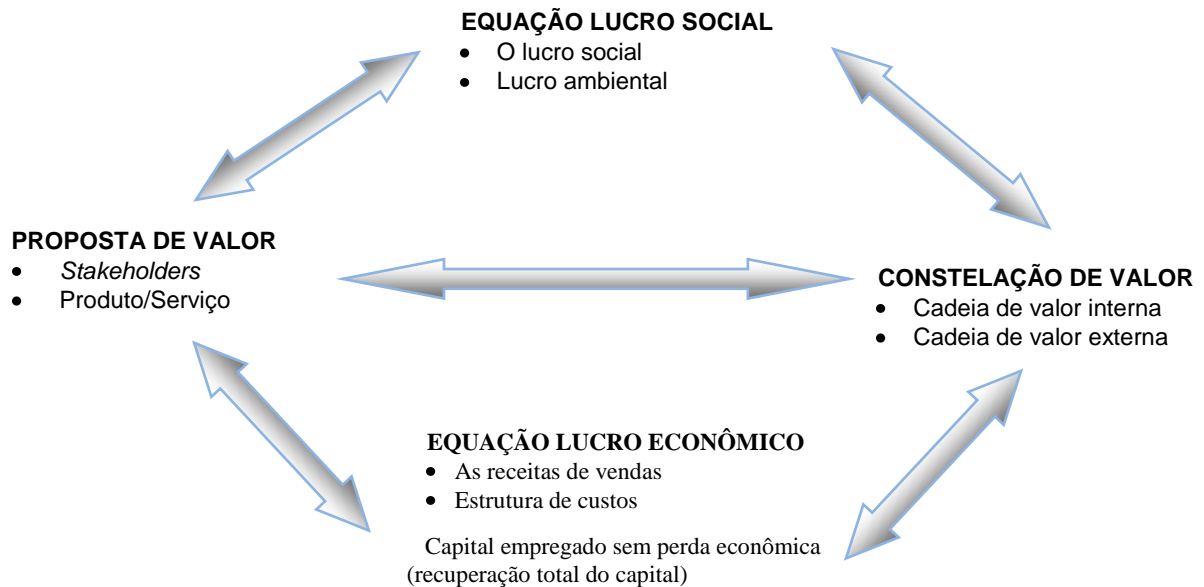 EQUAÇÃO LUCRO SOCIAL
• O lucro social
• Lucro ambiental
PROPOSTA DE VALOR
• Stakeholders
• Produto/Serviço
CONSTELAÇÃO DE VALOR
• Cadeia de valor interna
• Cadeia de valor externa
EQUAÇÃO LUCRO ECONÔMICO
• As receitas de vendas
• Estrutura de custos
Capital empregado sem perda econômica
(recuperação total do capital)